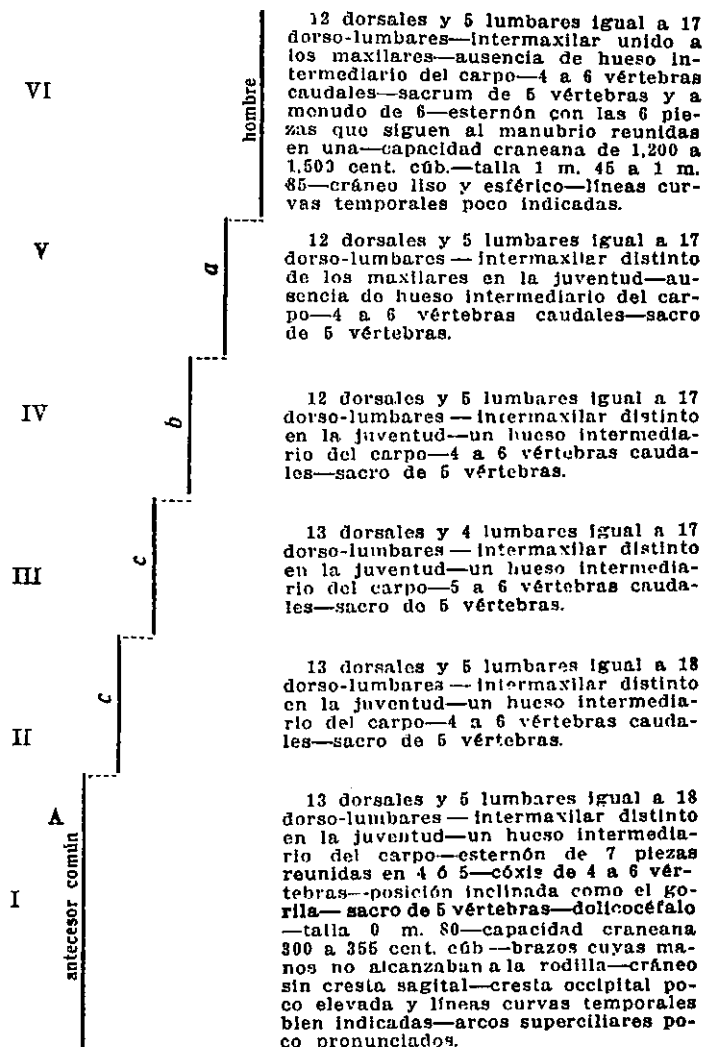 VI
hombre
12 dorsales y 5 lumbares igual a 17
dorso-lumbares—intermaxilar unido a
los maxilares—ausencia de hueso in-
termediario del carpo—4 a 6 vértebras
caudales—sacrum de 5 vértebras y a
menudo de 6—esternón con las 6 pie-
zas que siguen al manubrio reunidas
en una—capacidad craneana de 1,200 a
1,500 cent. cúb.—talla 1 m. 45 a 1 m.
85—cráneo liso y esférico—líneas cur-
vas temporales poco indicadas.
V
a
12 dorsales y 5 lumbares igual a 17
dorso-lumbares—intermaxilar distinto
de los maxilares en la juventud—au-
sencia de hueso intermediario del car-
po—4 a 6 vértebras caudales—sacro
de 5 vértebras.
IV
b
12 dorsales y 5 lumbares igual a 17
dorso-lumbares—intermaxilar distinto
en la juventud—un hueso intermedia-
rio del carpo—4 a 6 vértebras cauda-
les—sacro de 5 vértebras.
III
c
13 dorsales y 4 lumbares igual a 17
dorso-lumbares—intermaxilar distinto
en la juventud—un hueso intermedia-
rio del carpo—5 a 6 vértebras cauda-
les—sacro de 5 vértebras.
II
c
13 dorsales y 5 lumbares igual a 18
dorso-lumbares—intermaxilar distinto
en la juventud—un hueso intermedia-
rio del carpo—4 a 6 vértebras cauda-
les—sacro de 5 vértebras.
I
A
antecesor común
13 dorsales y 5 lumbares igual a 18
dorso-lumbares—intermaxilar distinto
en la juventud—un hueso intermedia-
rio del carpo—esternón de 7 piezas
reunidas en 4 ó 5—cóxis de 4 a 6 vér-
tebras—posición inclinada como el go-
rila—sacro de 5 vértebras—dolicocéfalo
—talla 0 m. 80—capacidad craneana
300 a 355 cent. cúb—brazos cuyas ma-
nos no alcanzaban a la rodilla—cráneo
sin cresta sagital—cresta occipital po-
co elevada y líneas curvas temporales
bien indicadas—arcos superciliares po-
co pronunciados.